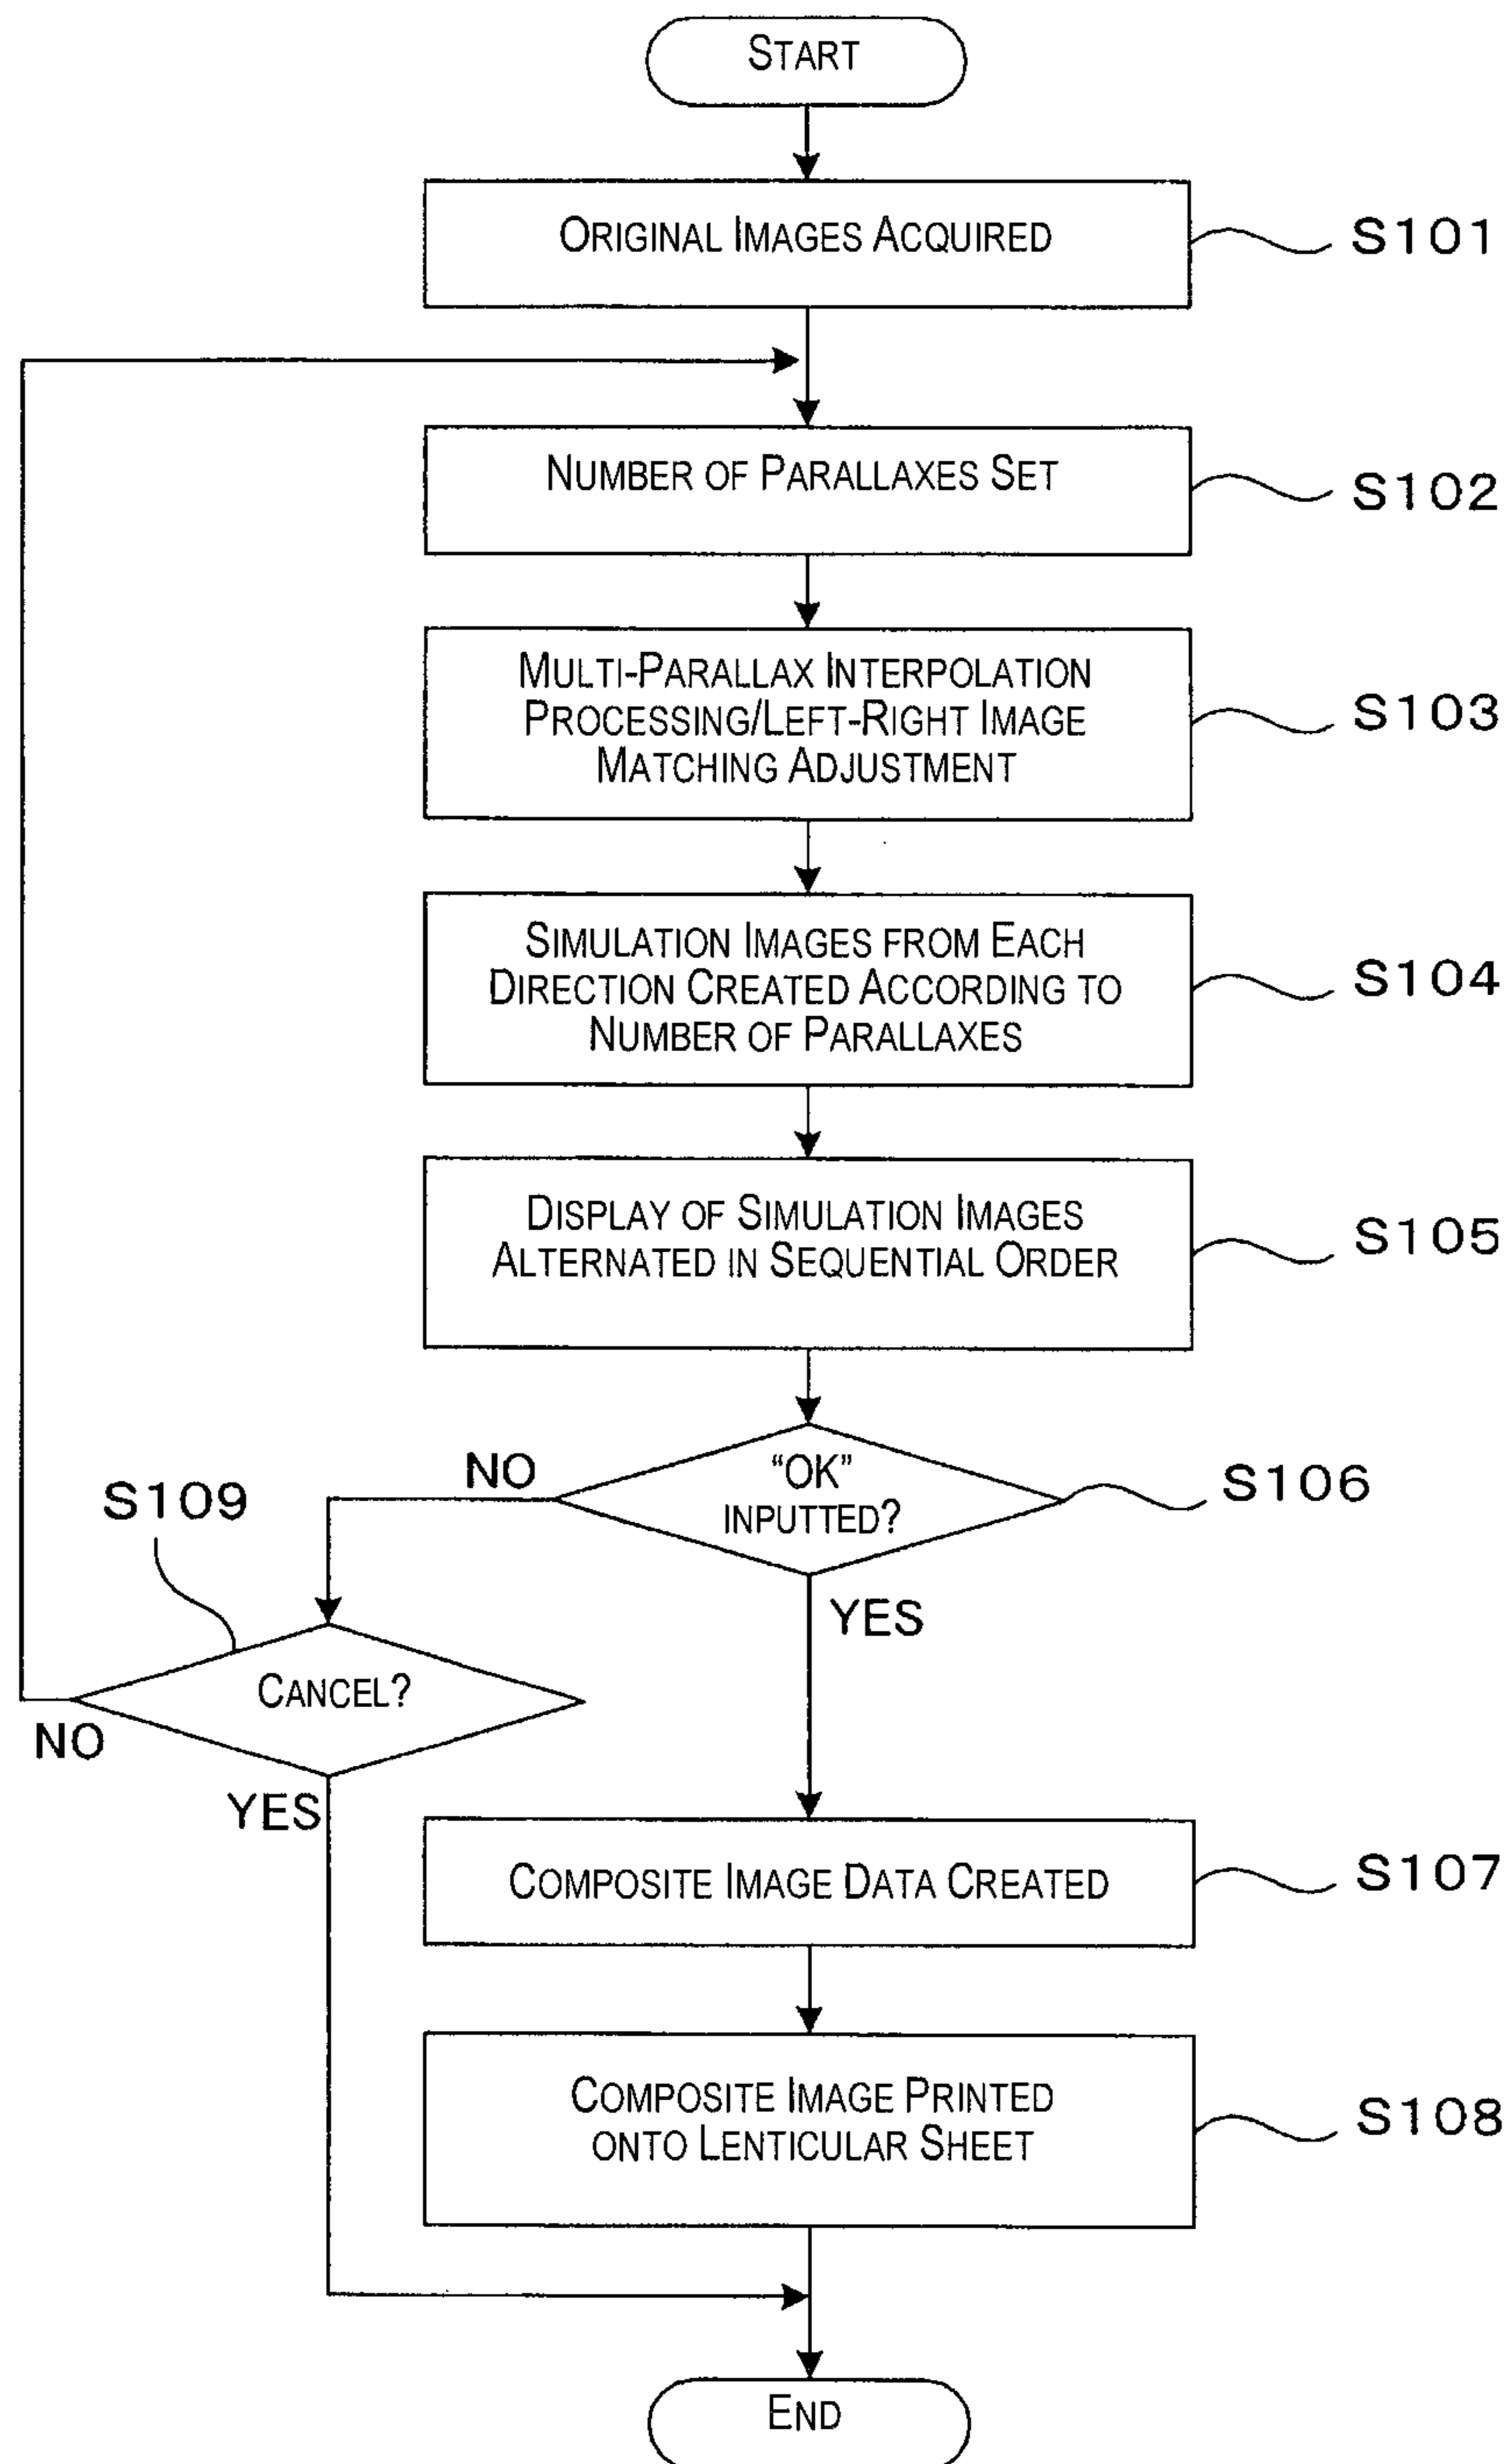 START
ORIGINAL IMAGES ACQUIRED
S101
NUMBER OF PARALLAXES SET
S102
MULTI-PARALLAX INTERPOLATION
PROCESSING/LEFT-RIGHT IMAGE
MATCHING ADJUSTMENT
S103
SIMULATION IMAGES FROM EACH
DIRECTION CREATED ACCORDING TO
NUMBER OF PARALLAXES
S104
DISPLAY OF SIMULATION IMAGES
ALTERNATED IN SEQUENTIAL ORDER
S105
"OK"
INPUTTED?
S106
NO
YES
S109
CANCEL?
NO
YES
COMPOSITE IMAGE DATA CREATED
S107
COMPOSITE IMAGE PRINTED
ONTO LENTICULAR SHEET
S108
END